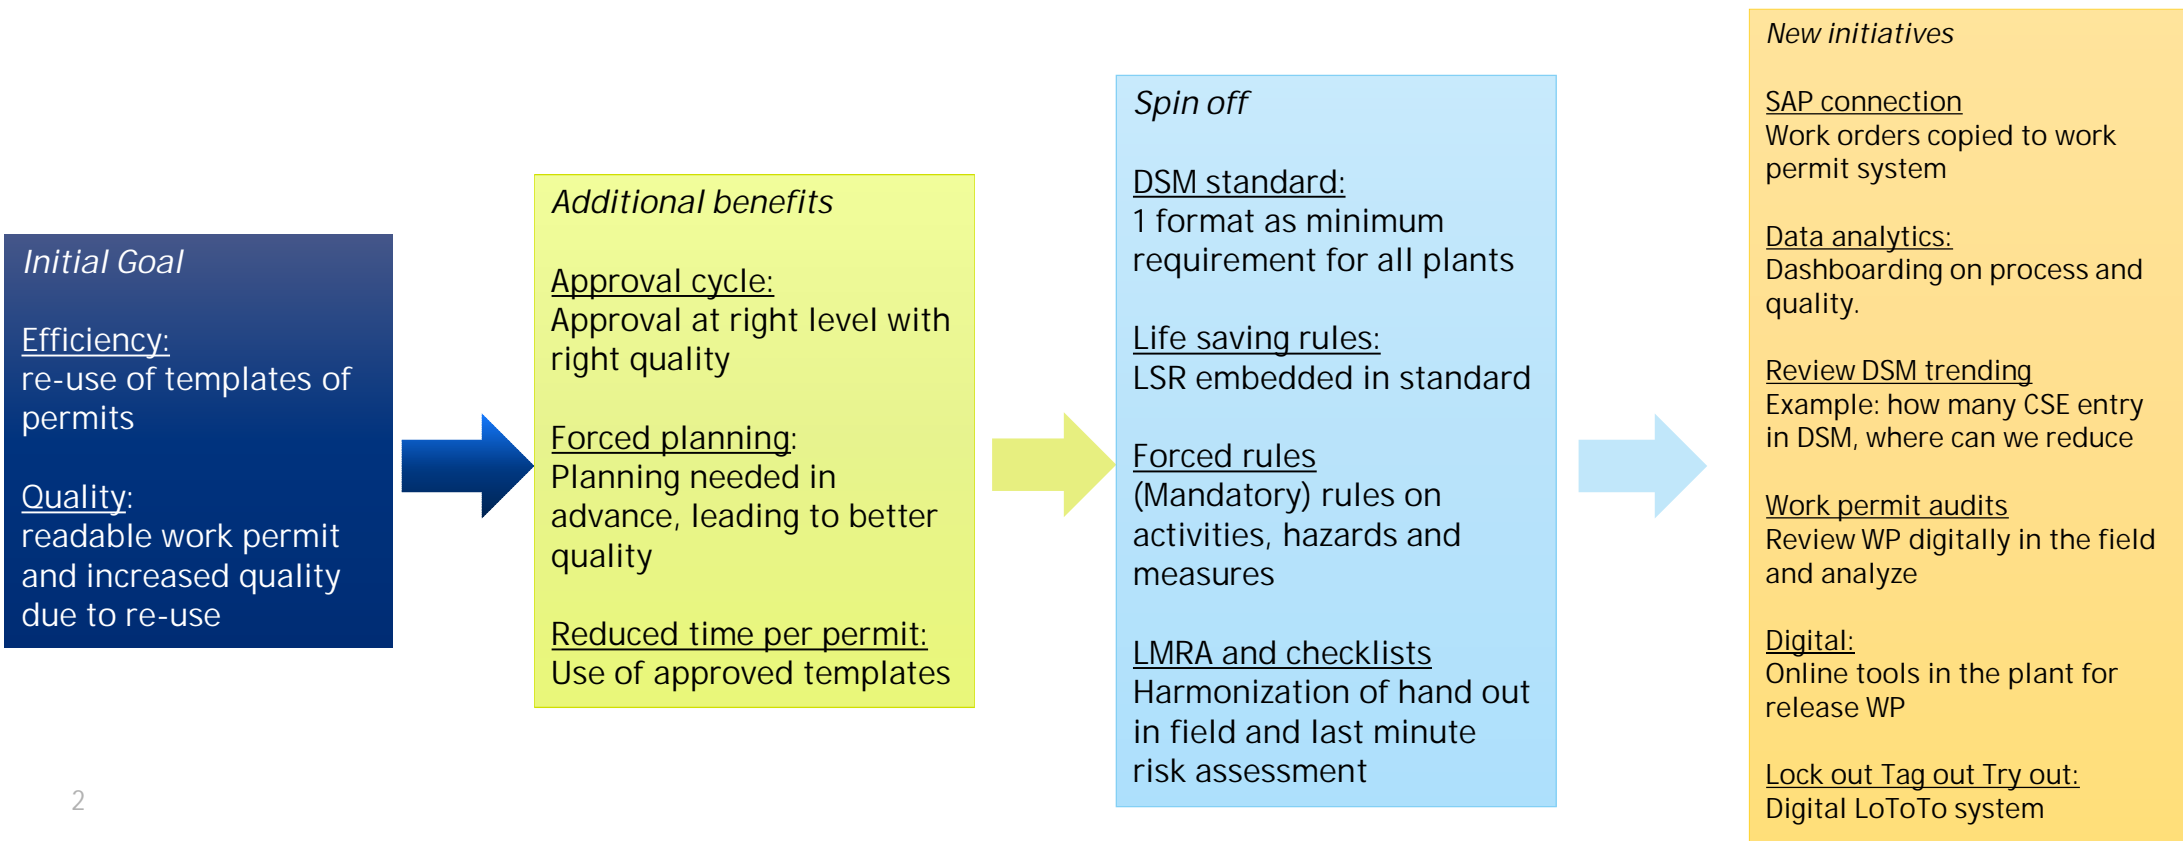 Initial Goal
Efficiency:
re-use of templates of
permits
Quality:
readable work permit
and increased quality
due to re-use
Additional benefits
Approval cycle:
Approval at right level with
right quality
Forced planning:
Planning needed in
advance, leading to better
quality
Reduced time per permit:
Use of approved templates
Spin off
DSM standard:
1 format as minimum
requirement for all plants
Life saving rules:
LSR embedded in standard
Forced rules
(Mandatory) rules on
activities, hazards and
measures
LMRA and checklists
Harmonization of hand out
in field and last minute
risk assessment
New initiatives
SAP connection
Work orders copied to work
permit system
Data analytics:
Dashboarding on process and
quality.
Review DSM trending
Example: how many CSE entry
in DSM, where can we reduce
Work permit audits
Review WP digitally in the field
and analyze
Digital:
Online tools in the plant for
release WP
Lock out Tag out Try out:
Digital LoToTo system
2